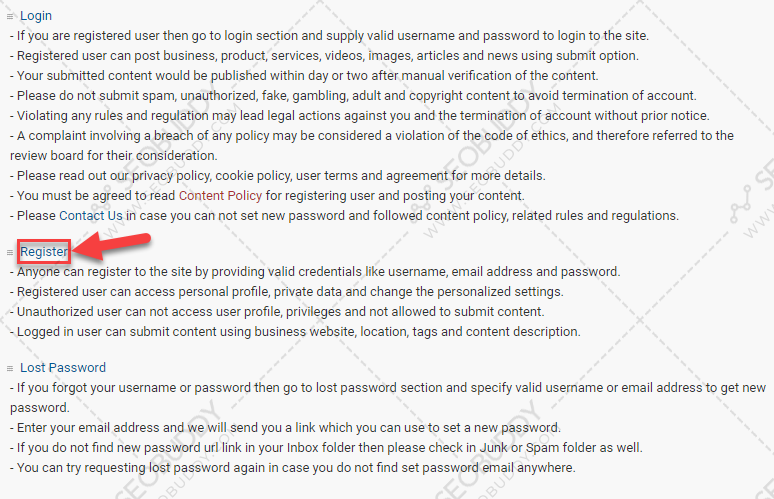 Login
- If you are registered user then go to login section and supply valid username and password to login to the site.
- Registered user can post business, product, services, videos, images, articles and news using submit option.
- Your submitted content would be published within day or two after manual verification of the content.
- Please do not submit spam, unauthorized, fake, gambling, adult and copyright content to avoid termination of account.
- Violating any rules and regulation may lead legal actions against you and the termination of account without prior notice.
- A complaint involving a breach of any policy may be considered a violation of the code of ethics, and therefore referred to the
review board for their consideration.
- Please read out our privacy policy, cookie policy, user terms and agreement for more details.
- You must be agreed to read Content Policy for registering user and posting your content.
- Please Contact Us in case you can not set new password and followed content policy, related rules and regulations.
Register
- Anyone can register to the site by providing valid credentials like username, email address and password.
- Registered user can access personal profile, private data and change the personalized settings.
- Unauthorized user can not access user profile, privileges and not allowed to submit content.
- Logged in user can submit content using business website, location, tags and content description.
Lost Password
- If you forgot your username or password then go to lost password section and specify valid username or email address to get new
password.
- Enter your email address and we will send you a link which you can use to set a new password.
- If you do not find new password url link in your Inbox folder then please check in Junk or Spam folder as well.
- You can try requesting lost password again in case you do not find set password email anywhere.
SEOBUDDY
WWW.SEOBUDDY.COM